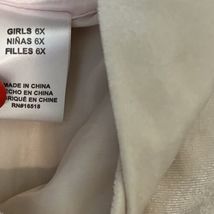 GIRLS 6X
NIÑAS 6X
FILLES 6X
MADE IN CHINA
HECHO EN CHINA
FABRIQUÉ EN CHINE
RN#16518